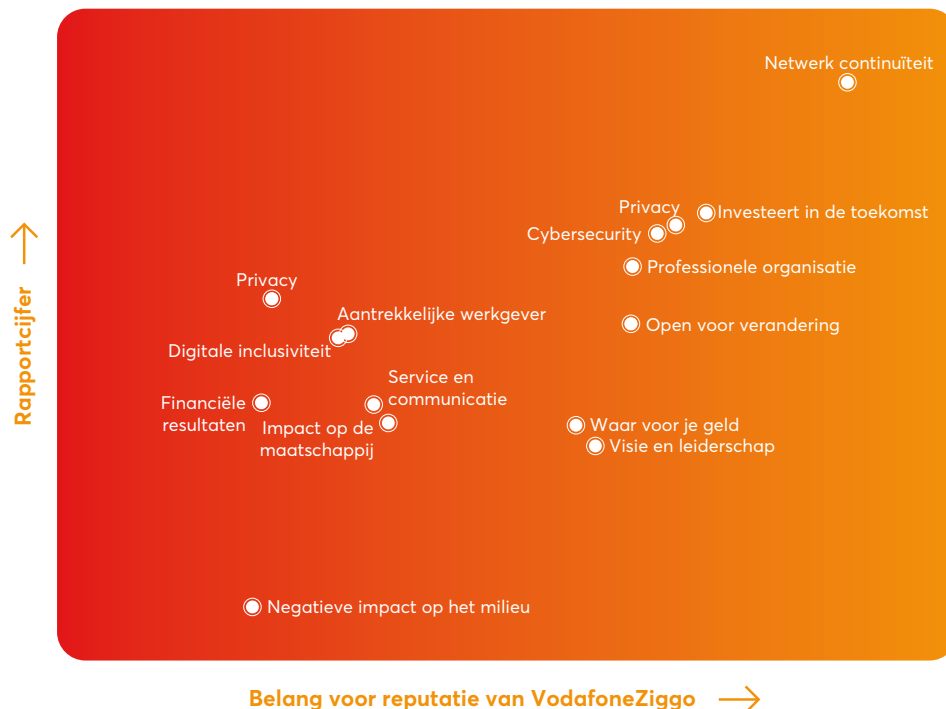 Netwerk continuïteit
Privacy
Investeert in de toekomst
Cybersecurity
Professionele organisatie
Privacy
Aantrekkelijke werkgever
Open voor verandering
Digitale inclusiviteit
Service en
communicatie
Financiële
resultaten
Impact op de
maatschappij
Waar voor je geld
Visie en leiderschap
Negatieve impact op het milieu
Rapportcijfer
Belang voor reputatie van VodafoneZiggo